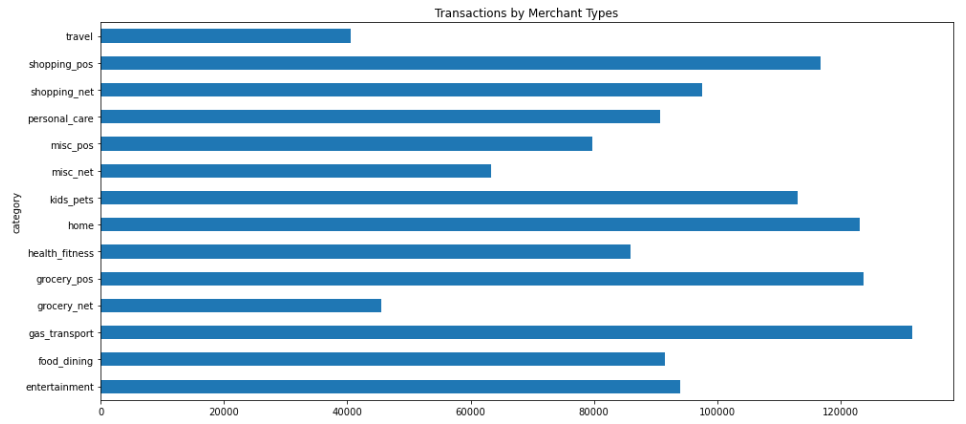 Transactions by Merchant Types
category
travel
shopping_pos
shopping_net
personal_care
misc_pos
misc_net
kids_pets
home
health_fitness
grocery_pos
grocery_net
gas_transport
food_dining
entertainment
0 20000 40000 60000 80000 100000 120000